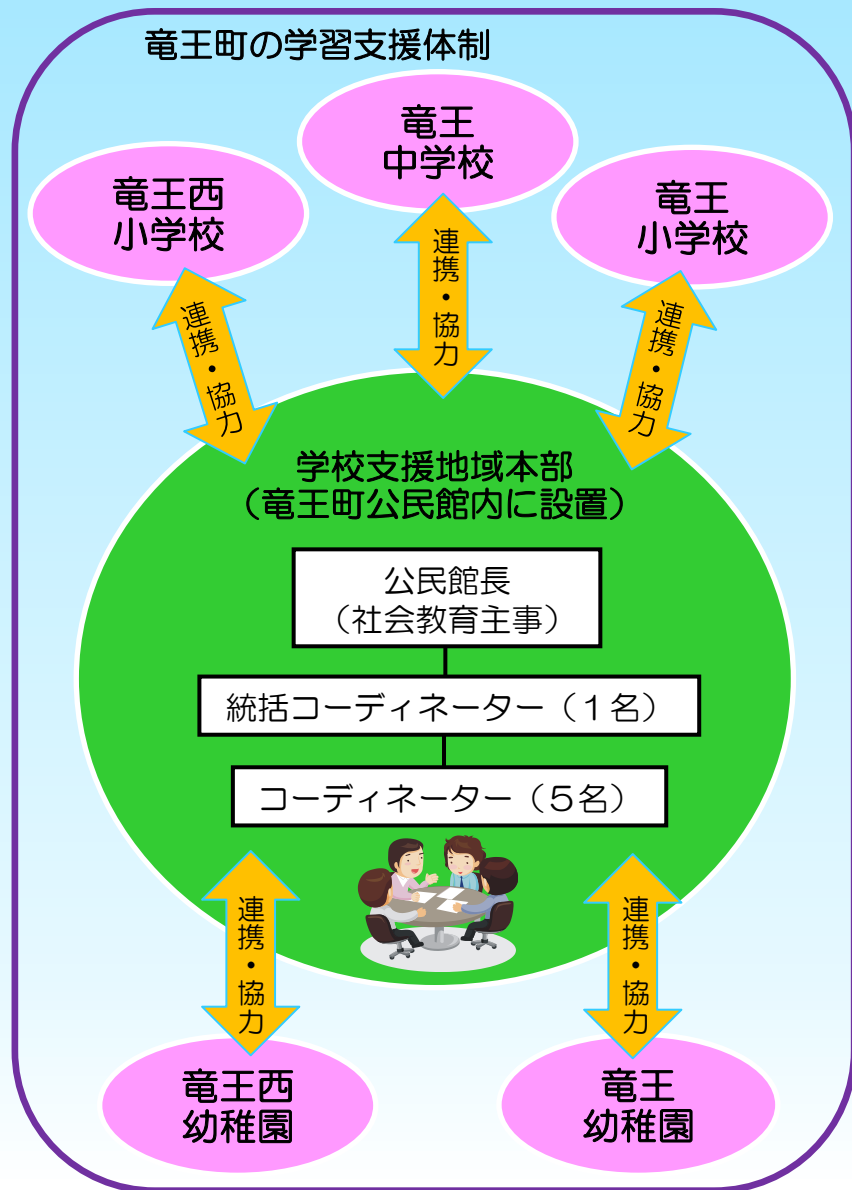 竜王町の学習支援体制
竜王
中学校
竜王西
小学校
竜王
小学校
連携・協力
連携・協力
連携・協力
学校支援地域本部
（竜王町公民館内に設置）
公民館長
（社会教育主事）
統括コーディネーター（１名）
コーディネーター（５名）
連携・協力
連携・協力
竜王西
幼稚園
竜王
幼稚園